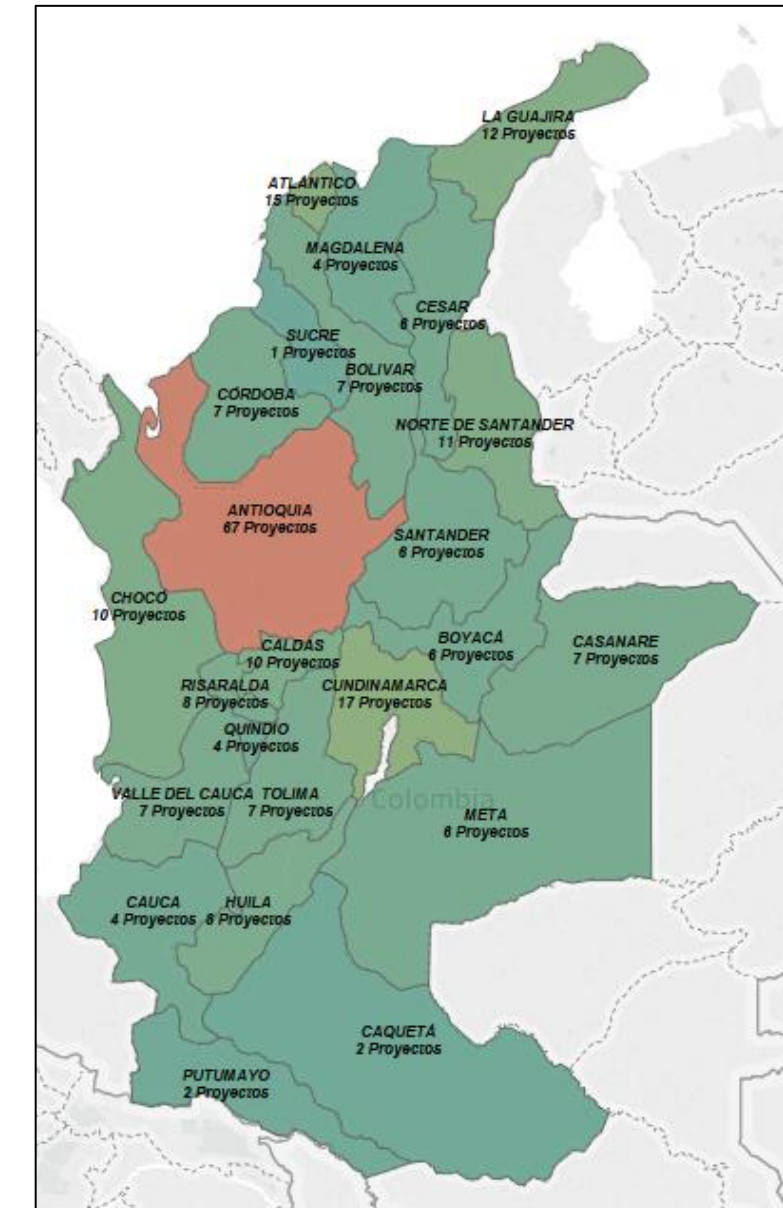 LA GUAJIRA
12 Proyectos
ATLÁNTICO
15 Proyectos
MAGDALENA
4 Proyectos
CESAR
6 Proyectos
SUCRE
1 Proyectos
BOLIVAR
7 Proyectos
CÓRDOBA
7 Proyectos
NORTE DE SANTANDER
11 Proyectos
ANTIOQUIA
67 Proyectos
SANTANDER
6 Proyectos
CHOCÓ
10 Proyectos
CALDAS
10 Proyectos
BOYACÁ
6 Proyectos
CASANARE
7 Proyectos
RISARALDA
8 Proyectos
CUNDINAMARCA
17 Proyectos
QUINDIO
4 Proyectos
VALLE DEL CAUCA
7 Proyectos
TOLIMA
7 Proyectos
Colombia
META
6 Proyectos
CAUCA
4 Proyectos
HUILA
8 Proyectos
CAQUETÁ
2 Proyectos
PUTUMAYO
2 Proyectos